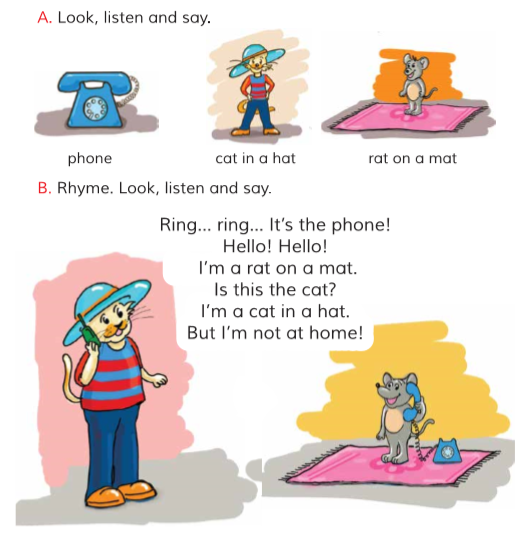 A. Look, listen and say.
phone
cat in a hat
rat on a mat
B. Rhyme. Look, listen and say.
Ring... ring... It's the phone!
Hello! Hello!
I'm a rat on a mat.
Is this the cat?
I'm a cat in a hat.
But I'm not at home!